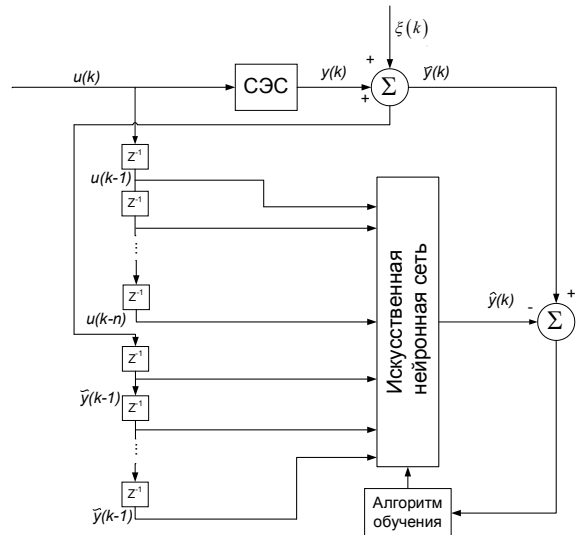 ξ(k)
u(k)
СЭС
y(k)
+
+
Σ
y̆(k)
Z⁻¹
u(k-1)
Z⁻¹
Z⁻¹
u(k-n)
Z⁻¹
y̆(k-1)
Z⁻¹
Z⁻¹
y̆(k-1)
Искусственная
нейронная сеть
ŷ(k)
-
+
Σ
Алгоритм
обучения